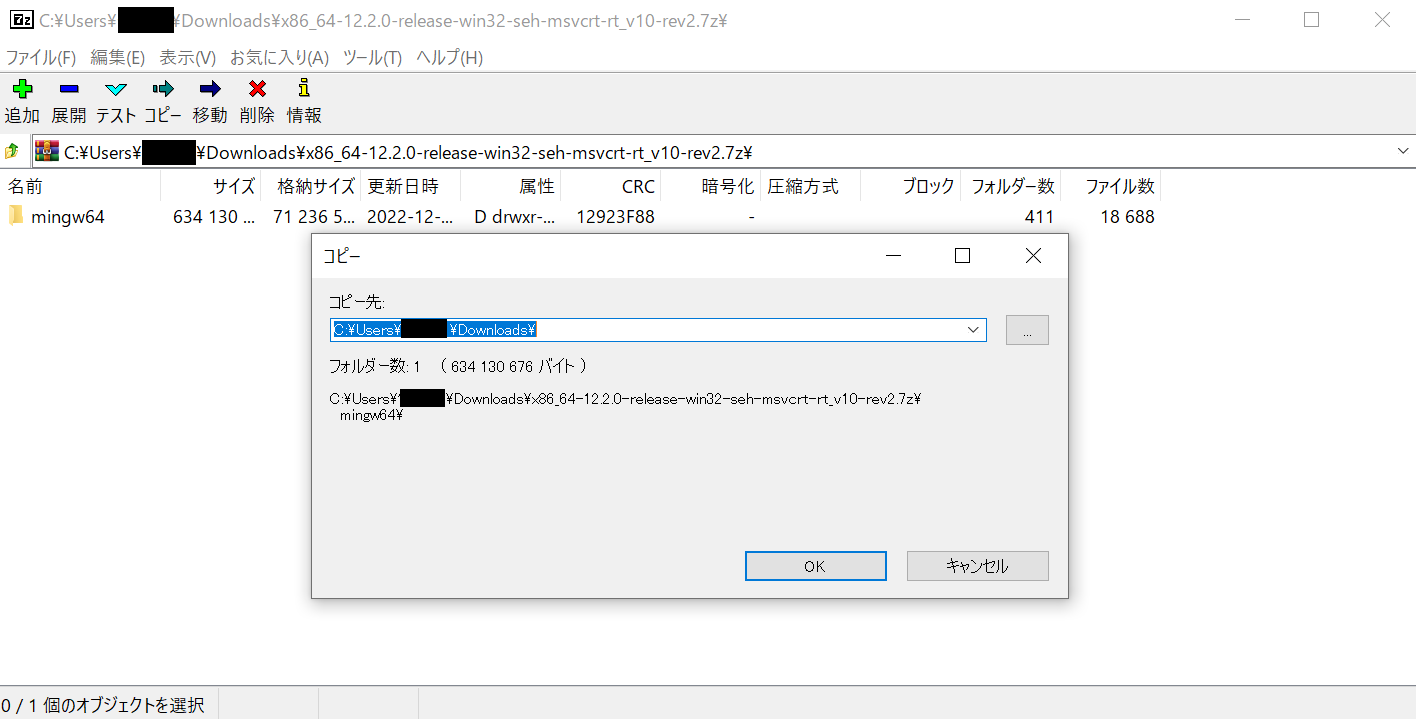 C:¥Users¥ ¥Downloads¥x86_64-12.2.0-release-win32-seh-msvcrt-rt_v10-rev2.7z¥
ファイル(F) 編集(E) 表示(V) お気に入り(A) ツール(T) ヘルプ(H)
追加 展開 テスト コピー 移動 削除 情報
C:¥Users¥ ¥Downloads¥x86_64-12.2.0-release-win32-seh-msvcrt-rt_v10-rev2.7z¥
名前 サイズ 格納サイズ 更新日時 属性 CRC 暗号化 圧縮方式 ブロック フォルダー数 ファイル数
mingw64 634 130 ... 71 236 5... 2022-12-... D drwxr-... 12923F88 - 411 18 688
コピー
コピー先:
C:¥Users¥ ¥Downloads¥
...
フォルダー数: 1 ( 634 130 676 バイト )
C:¥Users¥ ¥Downloads¥x86_64-12.2.0-release-win32-seh-msvcrt-rt_v10-rev2.7z¥
mingw64¥
OK キャンセル
0 / 1 個のオブジェクトを選択